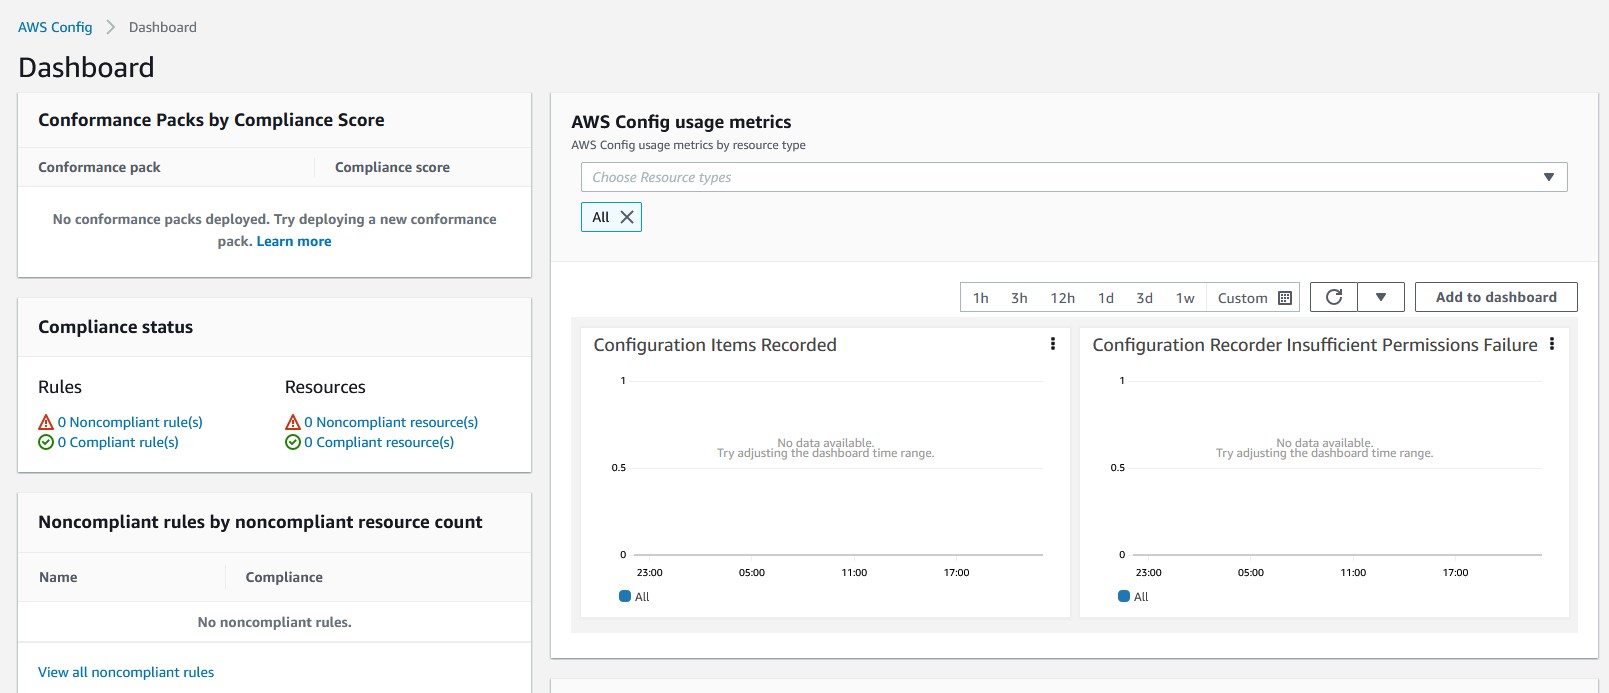 AWS Config > Dashboard
Dashboard
Conformance Packs by Compliance Score
Conformance pack Compliance score
No conformance packs deployed. Try deploying a new conformance
pack. Learn more
Compliance status
Rules Resources
0 Noncompliant rule(s) 0 Noncompliant resource(s)
0 Compliant rule(s) 0 Compliant resource(s)
Noncompliant rules by noncompliant resource count
Name Compliance
No noncompliant rules.
View all noncompliant rules
AWS Config usage metrics
AWS Config usage metrics by resource type
Choose Resource types
All
1h 3h 12h 1d 3d 1w Custom Add to dashboard
Configuration Items Recorded
1
No data available.
Try adjusting the dashboard time range.
0.5
0
23:00 05:00 11:00 17:00
All
Configuration Recorder Insufficient Permissions Failure
1
No data available.
Try adjusting the dashboard time range.
0.5
0
23:00 05:00 11:00 17:00
All